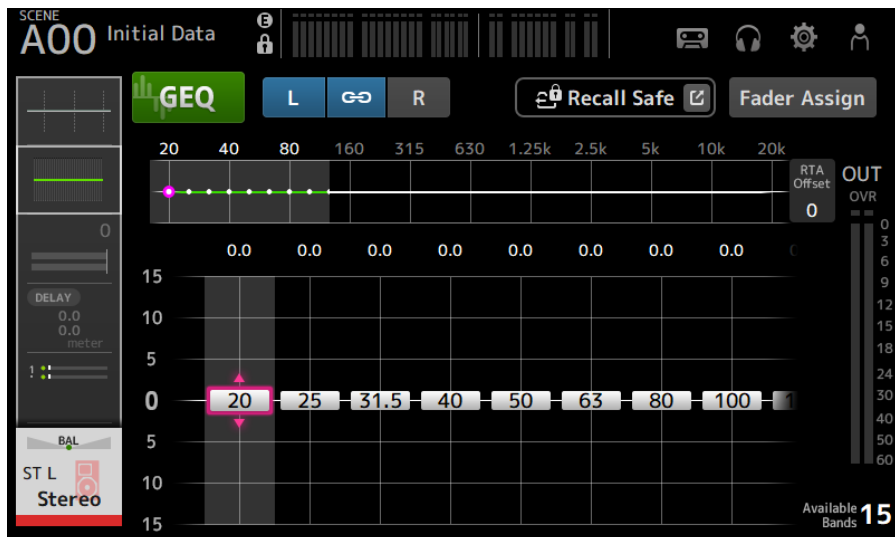 SCENE
A00 Initial Data
E
GEQ
L
R
Recall Safe
Fader Assign
20 40 80 160 315 630 1.25k 2.5k 5k 10k 20k
RTA
Offset
0
OUT
OVR
0
3
6
9
12
15
18
24
30
40
50
60
0
DELAY
0.0
0.0
meter
!
BAL
ST L
Stereo
0.0 0.0 0.0 0.0 0.0 0.0 0.0 0.0
15
10
5
0 20 25 31.5 40 50 63 80 100
5
10
15
Available
Bands 15